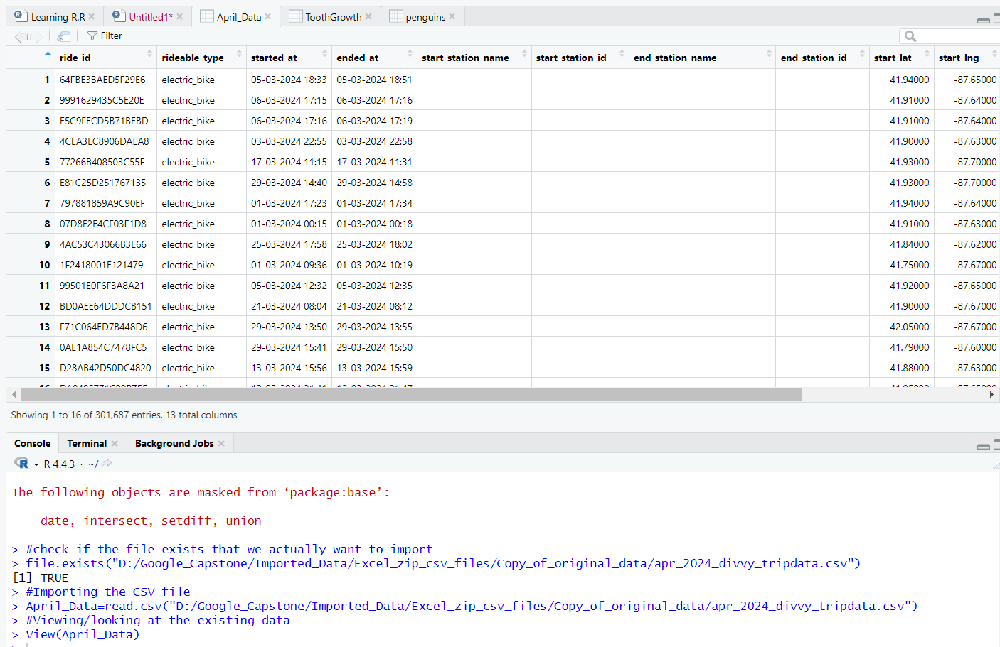 Learning R.R Untitled1* April_Data ToothGrowth penguins
Filter
ride_id rideable_type started_at ended_at start_station_name start_station_id end_station_name end_station_id start_lat start_lng
1 64FBE3BAED5F29E6 electric_bike 05-03-2024 18:33 05-03-2024 18:51 41.94000 -87.65000
2 9991629435C5E20E electric_bike 06-03-2024 17:15 06-03-2024 17:16 41.91000 -87.64000
3 E5C9FECD5B71BEBD electric_bike 06-03-2024 17:16 06-03-2024 17:19 41.91000 -87.64000
4 4CEA3EC8906DAEA8 electric_bike 03-03-2024 22:55 03-03-2024 22:58 41.90000 -87.63000
5 77266B408503C55F electric_bike 17-03-2024 11:15 17-03-2024 11:31 41.93000 -87.70000
6 E81C25D251767135 electric_bike 29-03-2024 14:40 29-03-2024 14:58 41.93000 -87.70000
7 797881859A9C90EF electric_bike 01-03-2024 17:23 01-03-2024 17:34 41.94000 -87.64000
8 07D8E2E4CF03F1D8 electric_bike 01-03-2024 00:15 01-03-2024 00:18 41.91000 -87.63000
9 4AC53C43066B3E66 electric_bike 25-03-2024 17:58 25-03-2024 18:02 41.84000 -87.62000
10 1F2418001E121479 electric_bike 01-03-2024 09:36 01-03-2024 10:19 41.75000 -87.67000
11 99501E0F6F3A8A21 electric_bike 05-03-2024 12:32 05-03-2024 12:35 41.92000 -87.65000
12 BD0AEE64DDDCB151 electric_bike 21-03-2024 08:04 21-03-2024 08:12 41.90000 -87.67000
13 F71C064ED7B448D6 electric_bike 29-03-2024 13:50 29-03-2024 13:55 42.05000 -87.67000
14 0AE1A854C7478FC5 electric_bike 29-03-2024 15:41 29-03-2024 15:50 41.79000 -87.60000
15 D28AB42D50DC4820 electric_bike 13-03-2024 15:56 13-03-2024 15:59 41.88000 -87.63000
Showing 1 to 16 of 301,687 entries, 13 total columns
Console Terminal Background Jobs
R R 4.4.3 · ~/
The following objects are masked from ‘package:base’:
date, intersect, setdiff, union
> #check if the file exists that we actually want to import
> file.exists("D:/Google_Capstone/Imported_Data/Excel_zip_csv_files/Copy_of_original_data/apr_2024_divvy_tripdata.csv")
[1] TRUE
> #Importing the CSV file
> April_Data=read.csv("D:/Google_Capstone/Imported_Data/Excel_zip_csv_files/Copy_of_original_data/apr_2024_divvy_tripdata.csv")
> #Viewing/looking at the existing data
> View(April_Data)